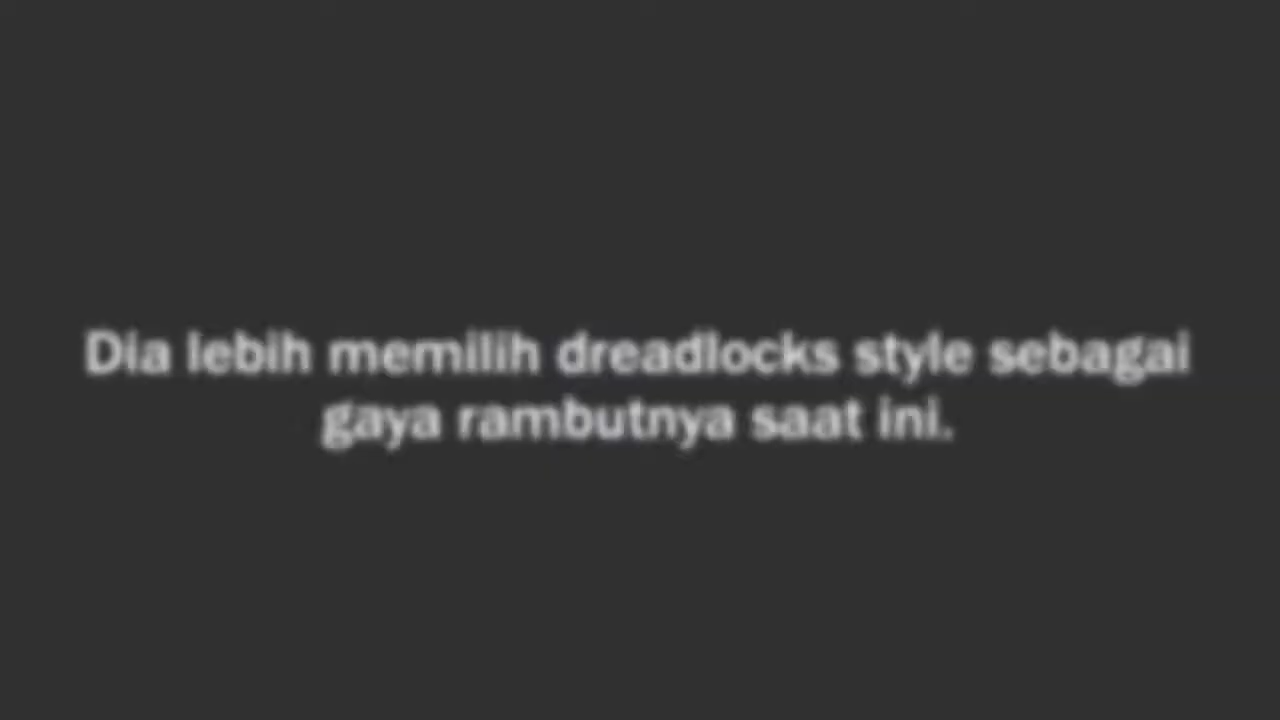 Dia lebih memilih dreadlocks style sebagai
gaya rambutnya saat ini.